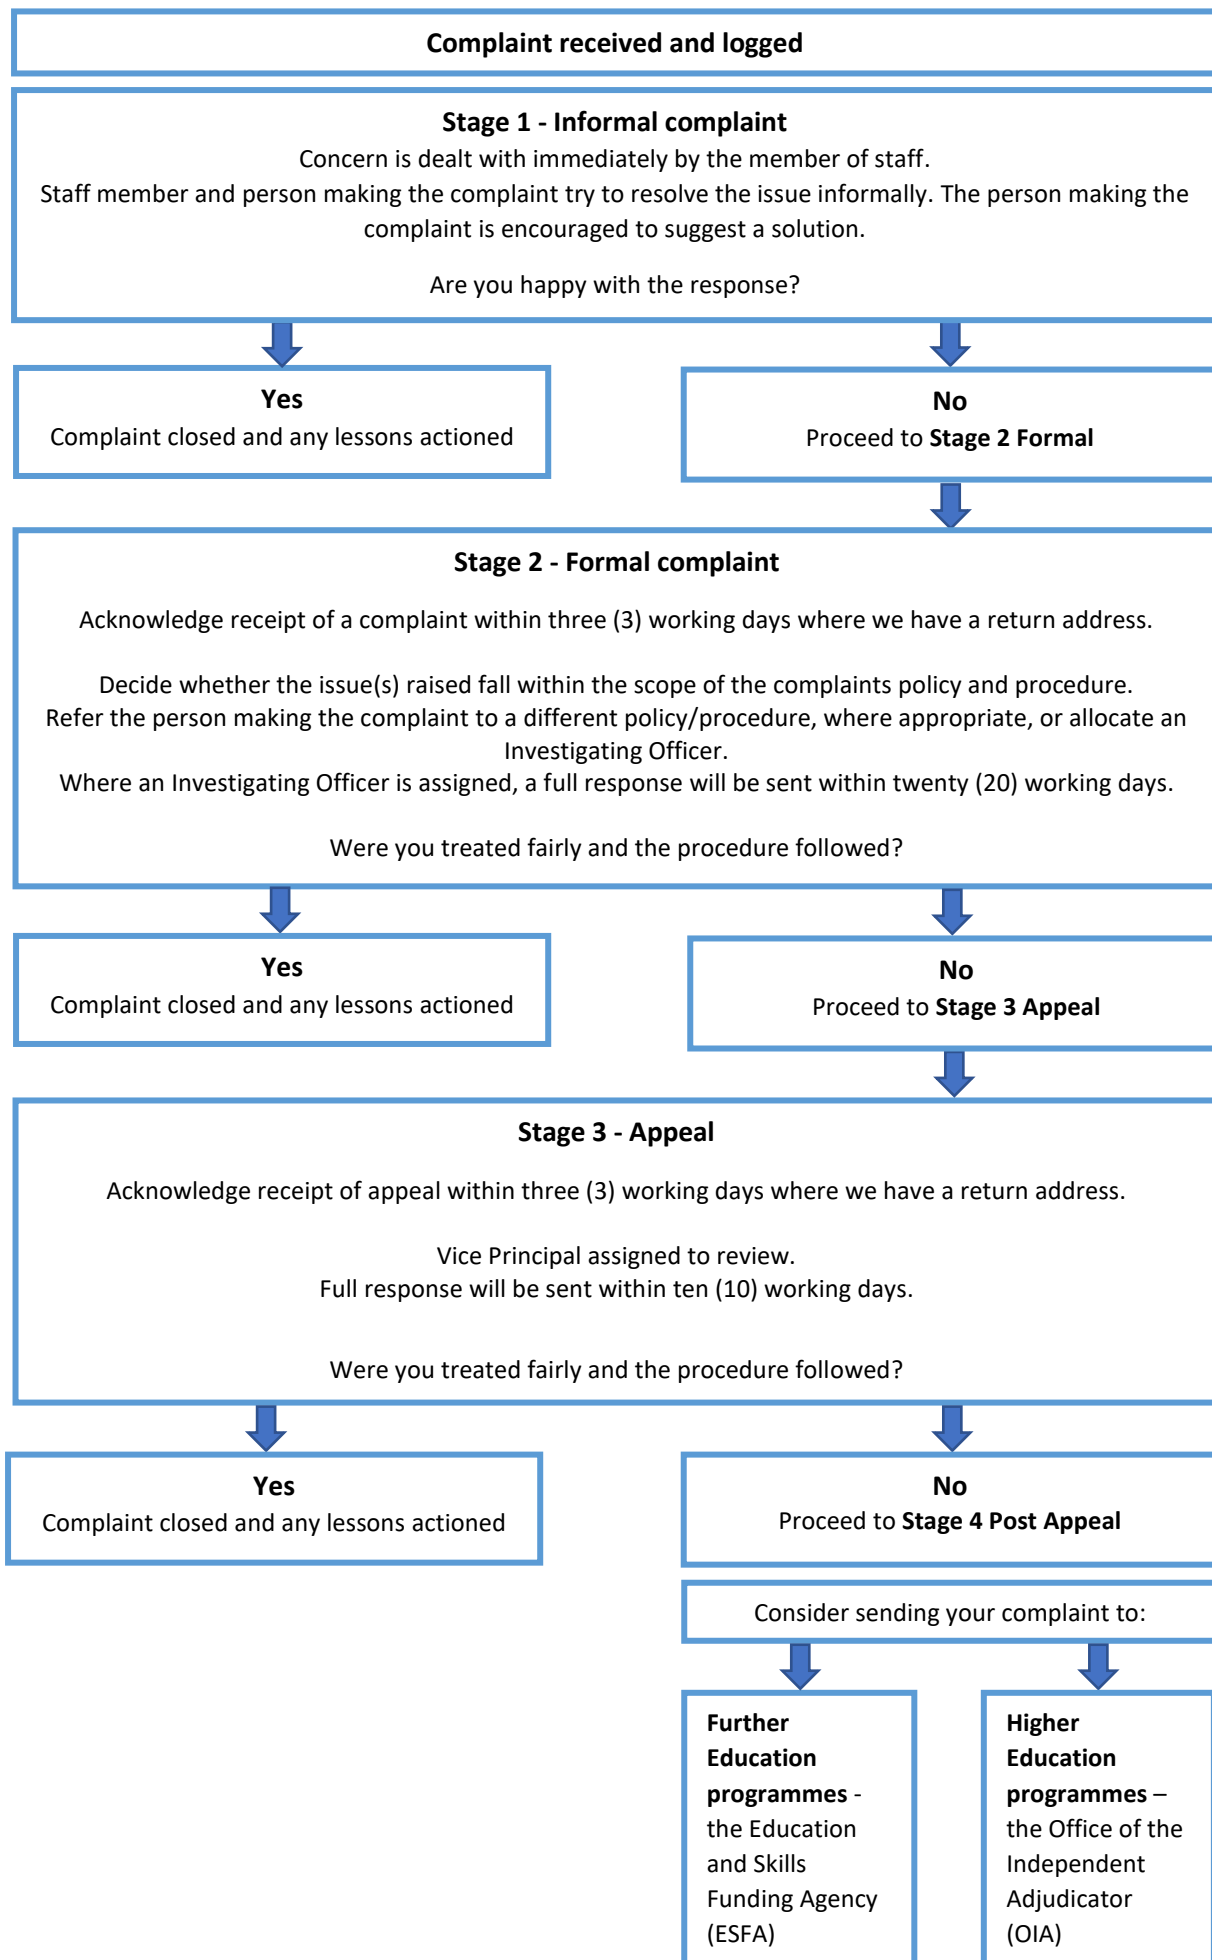 Complaint received and logged
Stage 1 - Informal complaint
Concern is dealt with immediately by the member of staff.
Staff member and person making the complaint try to resolve the issue informally. The person making the
complaint is encouraged to suggest a solution.
Are you happy with the response?
Yes
Complaint closed and any lessons actioned
No
Proceed to Stage 2 Formal
Stage 2 - Formal complaint
Acknowledge receipt of a complaint within three (3) working days where we have a return address.
Decide whether the issue(s) raised fall within the scope of the complaints policy and procedure.
Refer the person making the complaint to a different policy/procedure, where appropriate, or allocate an
Investigating Officer.
Where an Investigating Officer is assigned, a full response will be sent within twenty (20) working days.
Were you treated fairly and the procedure followed?
Yes
Complaint closed and any lessons actioned
No
Proceed to Stage 3 Appeal
Stage 3 - Appeal
Acknowledge receipt of appeal within three (3) working days where we have a return address.
Vice Principal assigned to review.
Full response will be sent within ten (10) working days.
Were you treated fairly and the procedure followed?
Yes
Complaint closed and any lessons actioned
No
Proceed to Stage 4 Post Appeal
Consider sending your complaint to:
Further
Education
programmes -
the Education
and Skills
Funding Agency
(ESFA)
Higher
Education
programmes –
the Office of the
Independent
Adjudicator
(OIA)